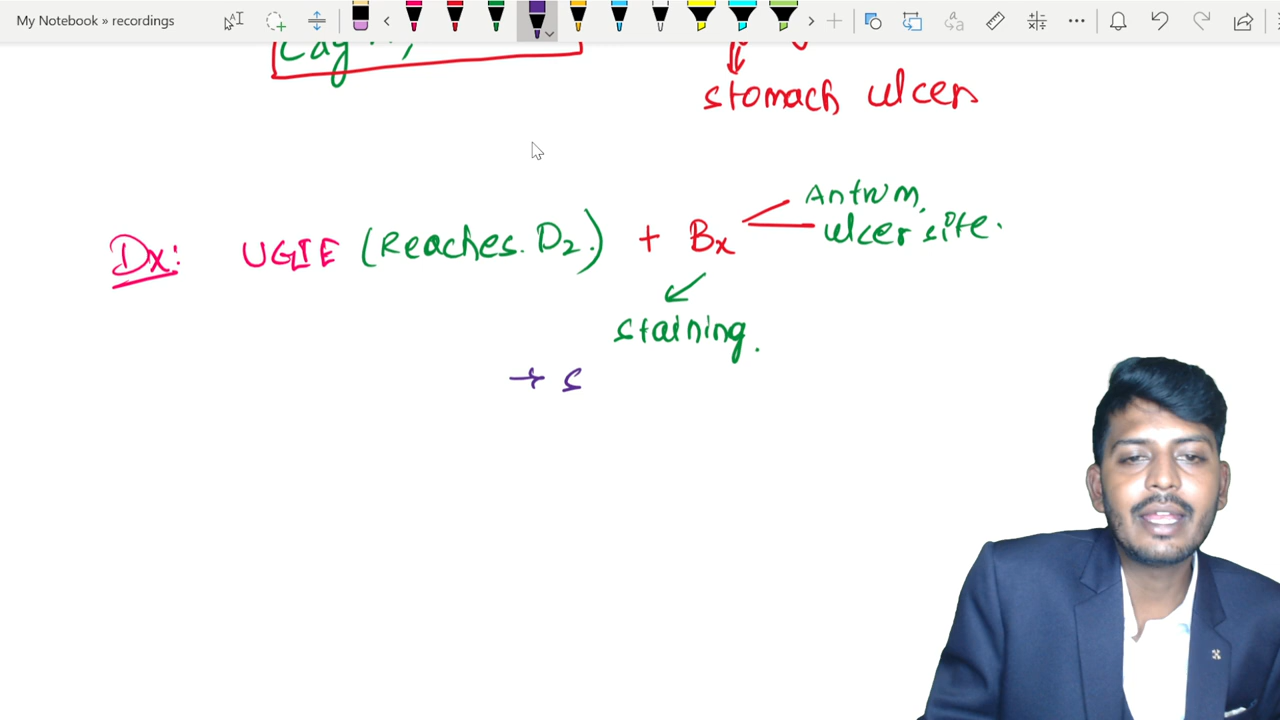 My Notebook » recordings
stomach ulcer
Antrum,
ulcer site.
Dx: UGIE (Reaches. D2.) + Bx
staining.
→ S